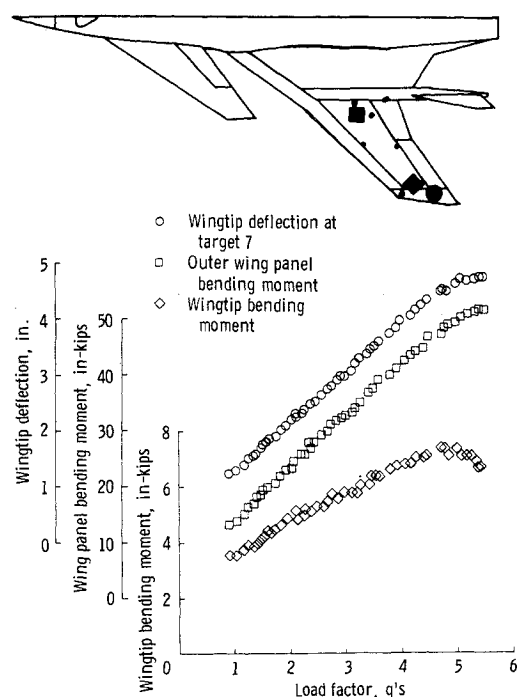 Wingtip deflection at
target 7
Outer wing panel
bending moment
Wingtip bending
moment
Wingtip deflection, in.
5
4
3
2
1
0
Wing panel bending moment, in-kips
50
40
30
20
10
0
Wingtip bending moment, in-kips
8
6
4
2
0
1 2 3 4 5 6
Load factor, g's